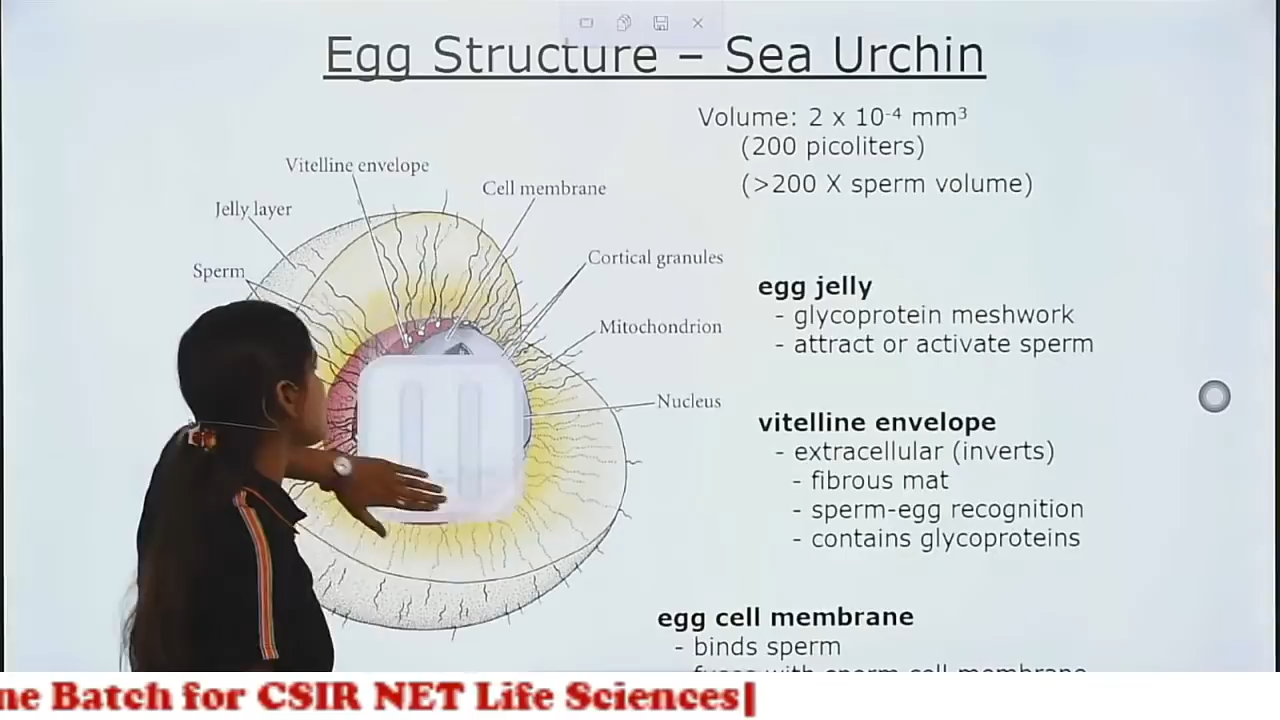 Egg Structure – Sea Urchin
Volume: 2 x 10⁻⁴ mm³
(200 picoliters)
(>200 X sperm volume)
Vitelline envelope
Cell membrane
Jelly layer
Cortical granules
Sperm
Mitochondrion
Nucleus
egg jelly
- glycoprotein meshwork
- attract or activate sperm
vitelline envelope
- extracellular (inverts)
- fibrous mat
- sperm-egg recognition
- contains glycoproteins
egg cell membrane
- binds sperm
- fuses with sperm cell membrane
ne Batch for CSIR NET Life Sciences|